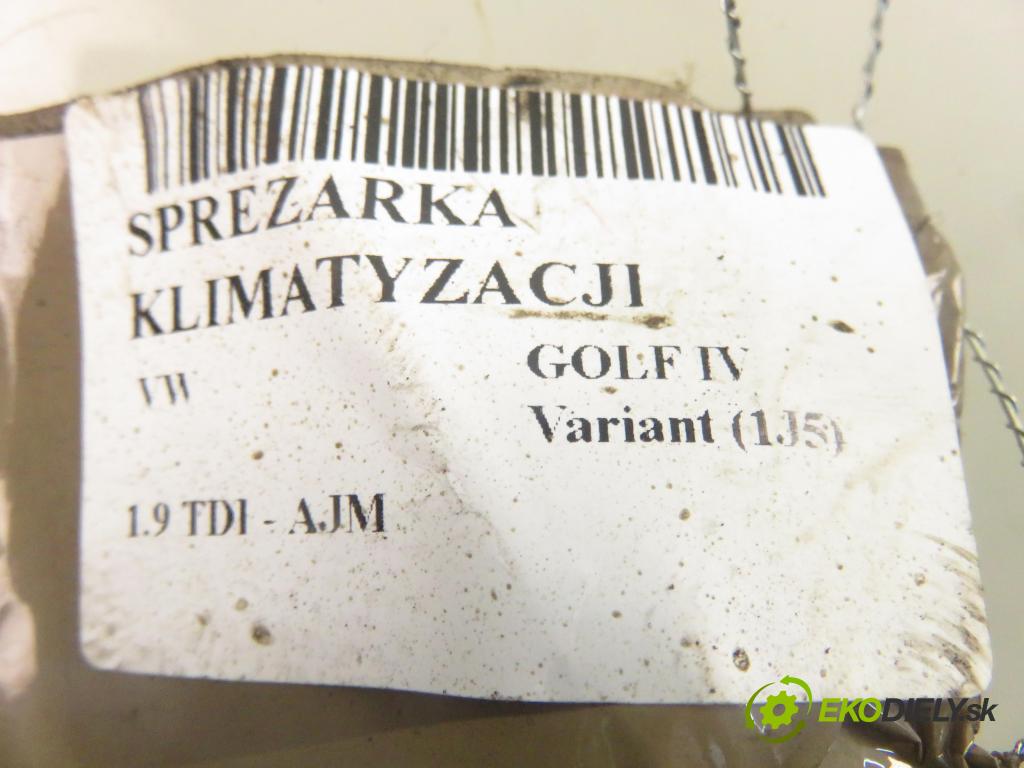 SPREZARKA
KLIMATYZACJI
VW
GOLF IV
Variant (1J5)
1.9 TDI - AJM
EKODIELY.sk